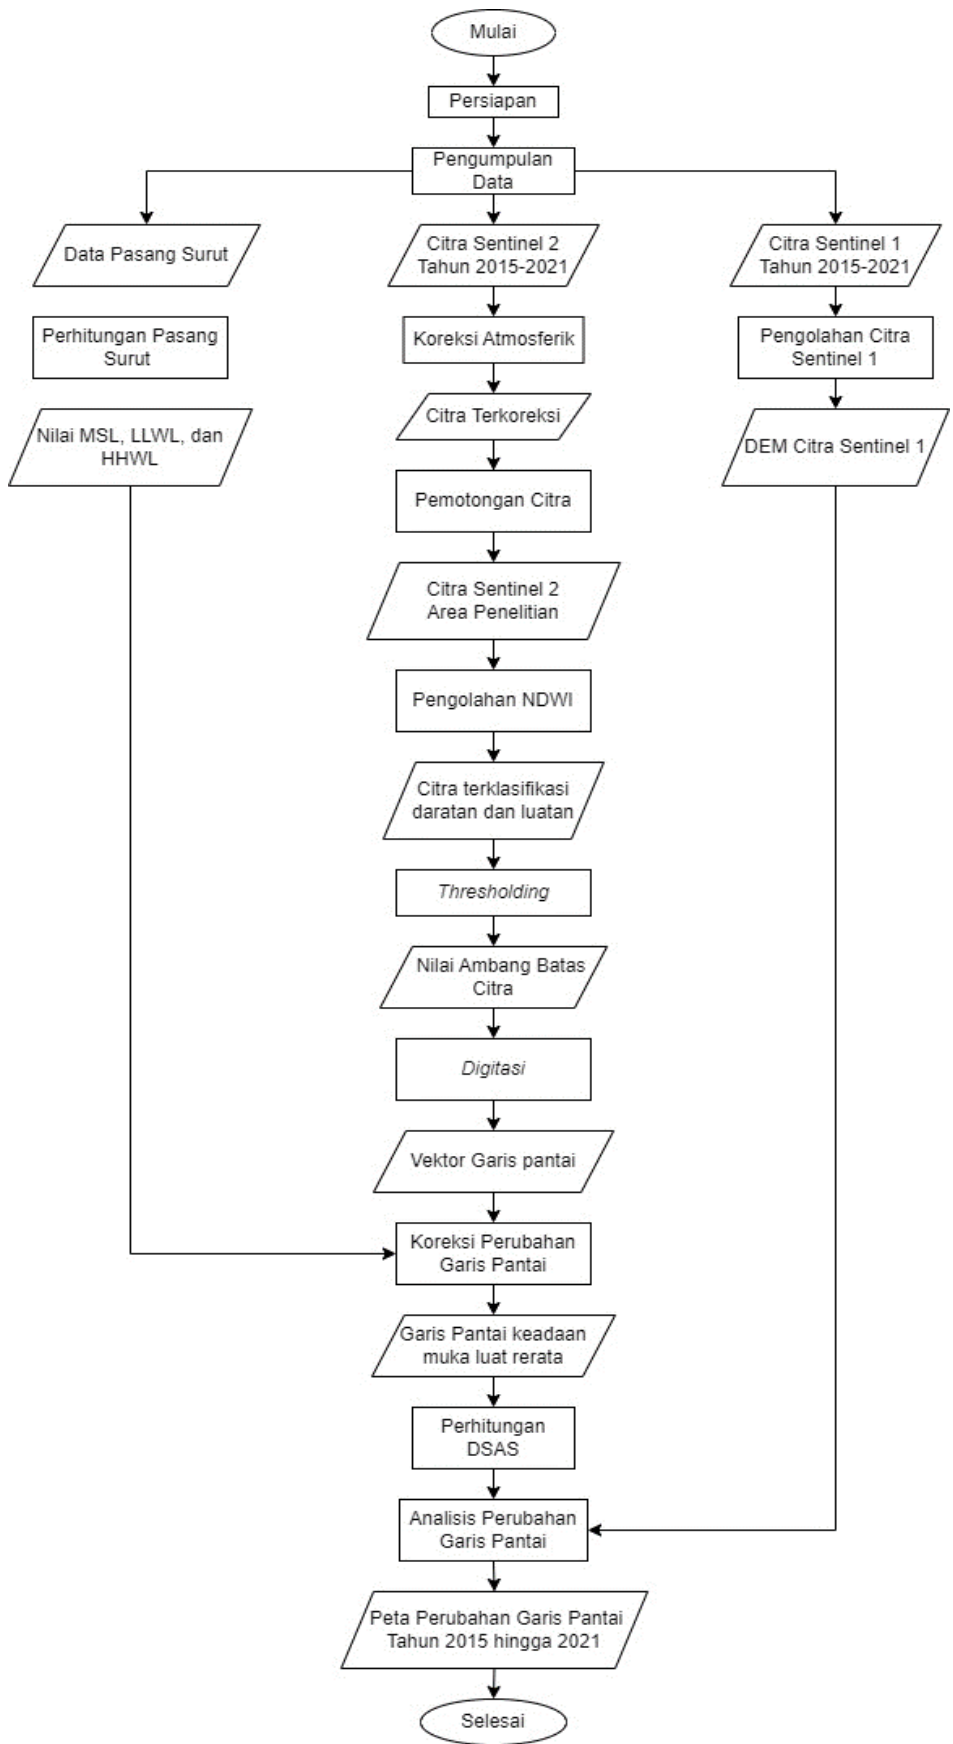 Mulai
Persiapan
Pengumpulan
Data
Data Pasang Surut
Citra Sentinel 2
Tahun 2015-2021
Citra Sentinel 1
Tahun 2015-2021
Perhitungan Pasang
Surut
Koreksi Atmosferik
Pengolahan Citra
Sentinel 1
Nilai MSL, LLWL, dan
HHWL
Citra Terkoreksi
DEM Citra Sentinel 1
Pemotongan Citra
Citra Sentinel 2
Area Penelitian
Pengolahan NDWI
Citra terklasifikasi
daratan dan luatan
Thresholding
Nilai Ambang Batas
Citra
Digitasi
Vektor Garis pantai
Koreksi Perubahan
Garis Pantai
Garis Pantai keadaan
muka luat rerata
Perhitungan
DSAS
Analisis Perubahan
Garis Pantai
Peta Perubahan Garis Pantai
Tahun 2015 hingga 2021
Selesai